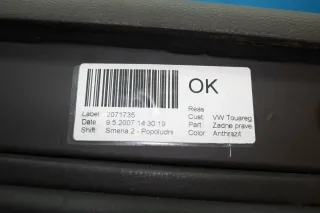 OK
Label: 2071735
Date: 9.5.2007 14:30:19
Shift: Smena 2 - Popoludni
Reas
Cust: VW Touareg
Part: Zadne prave
Color: Anthrazit